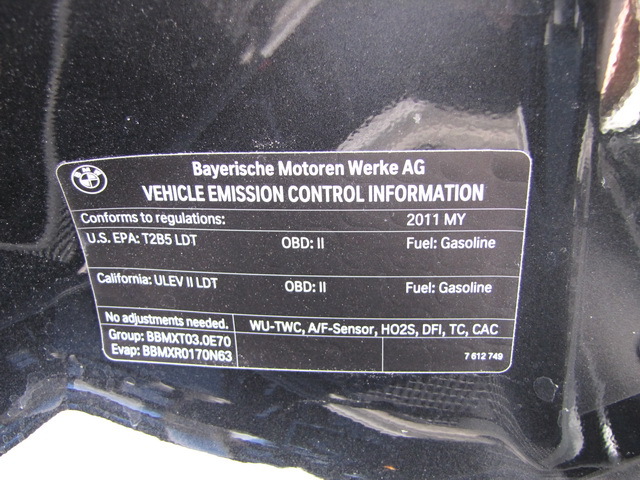 Bayerische Motoren Werke AG
VEHICLE EMISSION CONTROL INFORMATION
Conforms to regulations: 2011 MY
U.S. EPA: T2B5 LDT OBD: II Fuel: Gasoline
California: ULEV II LDT OBD: II Fuel: Gasoline
No adjustments needed. WU-TWC, A/F-Sensor, HO2S, DFI, TC, CAC
Group: BBMXT03.0E70
Evap: BBMXR0170N63 7 612 749